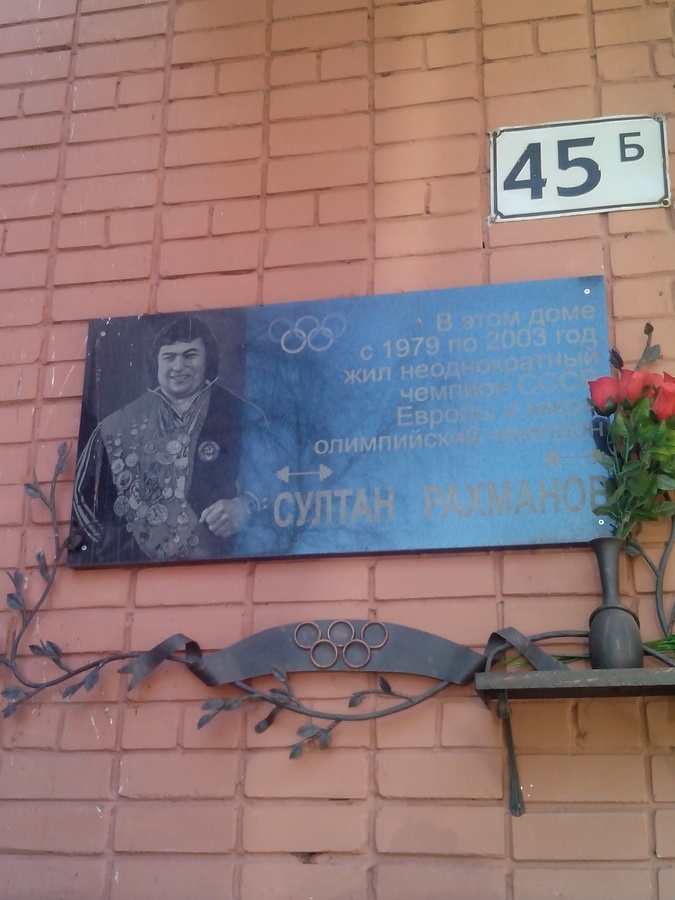 45 Б
В этом доме
с 1979 по 2003 год
жил неоднократный
чемпион СССР,
Европы и мира,
олимпийский чемпион
СУЛТАН РАХМАНОВ